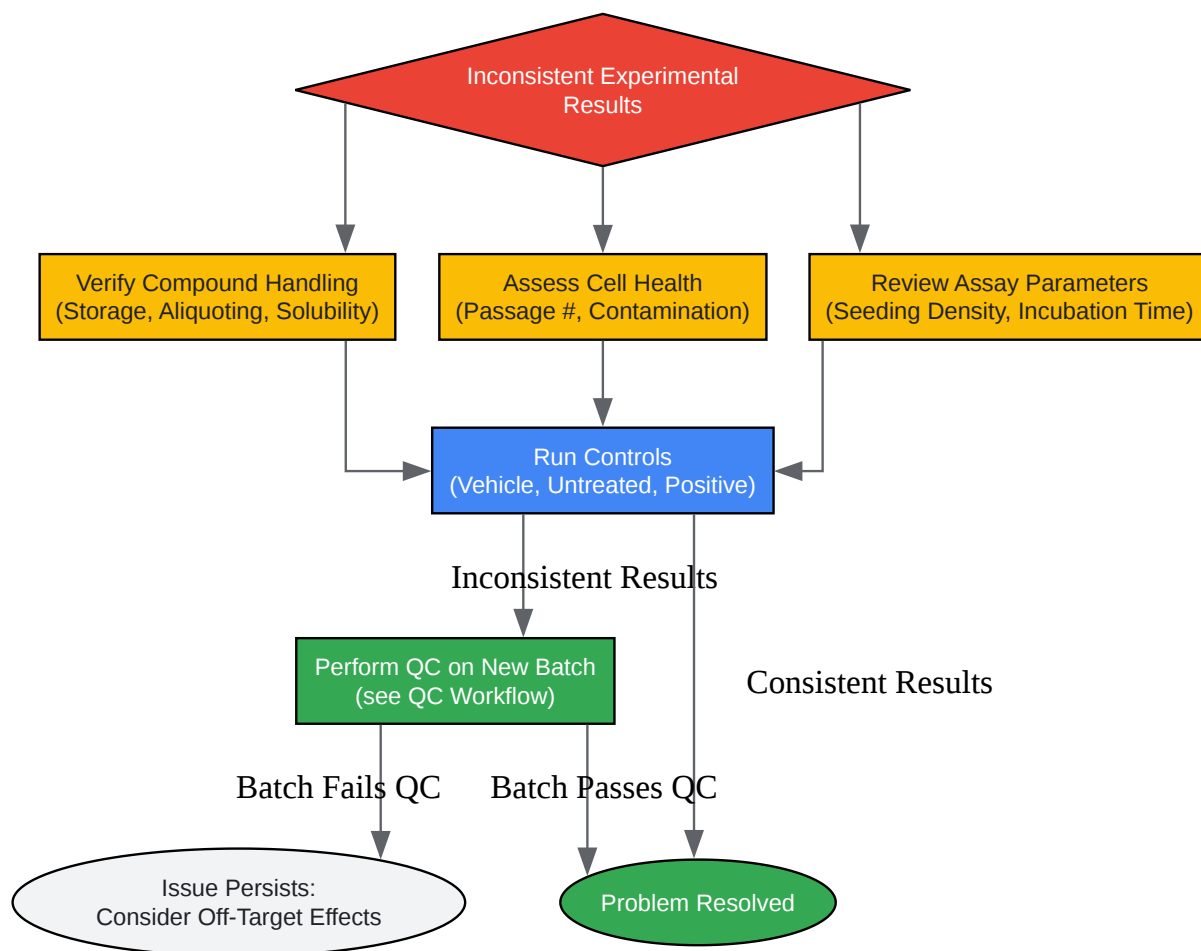 Inconsistent Experimental
Results
Verify Compound Handling
(Storage, Aliquoting, Solubility)
Assess Cell Health
(Passage #, Contamination)
Review Assay Parameters
(Seeding Density, Incubation Time)
Run Controls
(Vehicle, Untreated, Positive)
Inconsistent Results
Perform QC on New Batch
(see QC Workflow)
Consistent Results
Batch Fails QC
Batch Passes QC
Issue Persists:
Consider Off-Target Effects
Problem Resolved